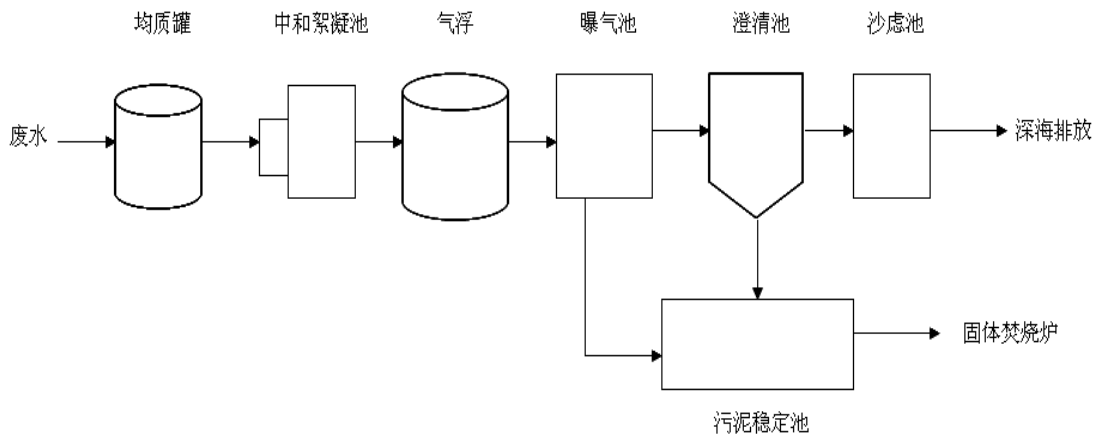 均质罐
中和絮凝池
气浮
曝气池
澄清池
沙虑池
废水
深海排放
固体焚烧炉
污泥稳定池